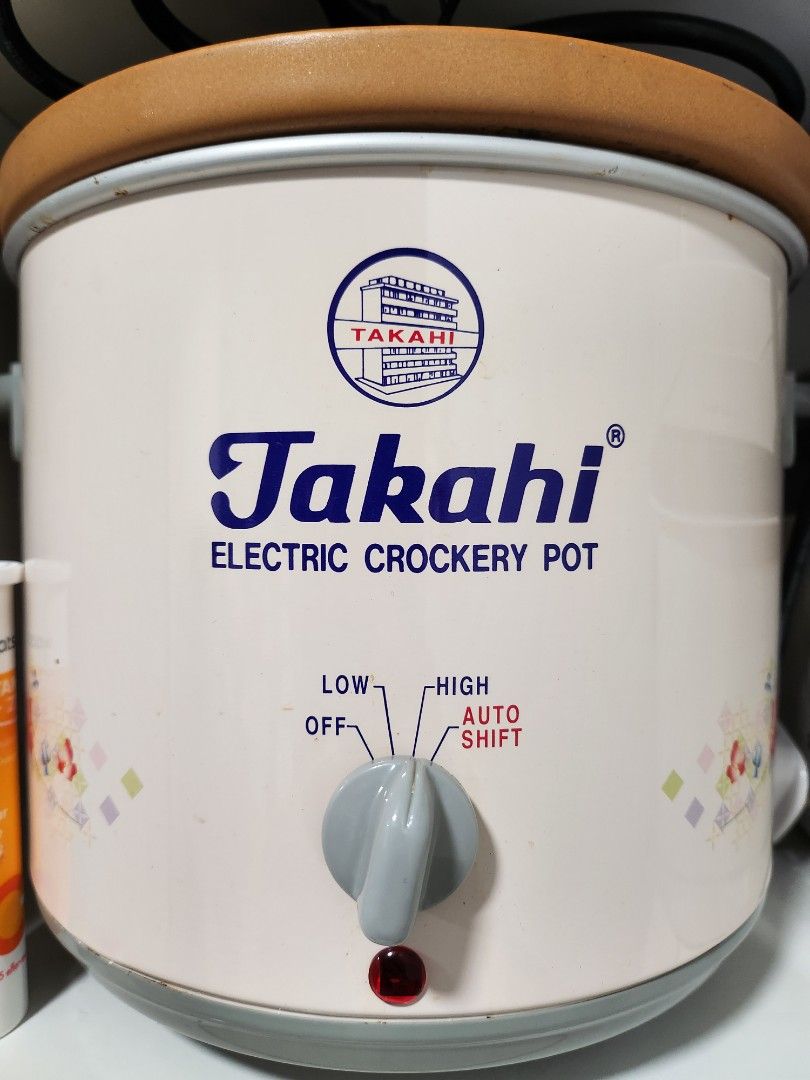 TAKAHI
Takahi®
ELECTRIC CROCKERY POT
LOW HIGH
OFF AUTO
SHIFT